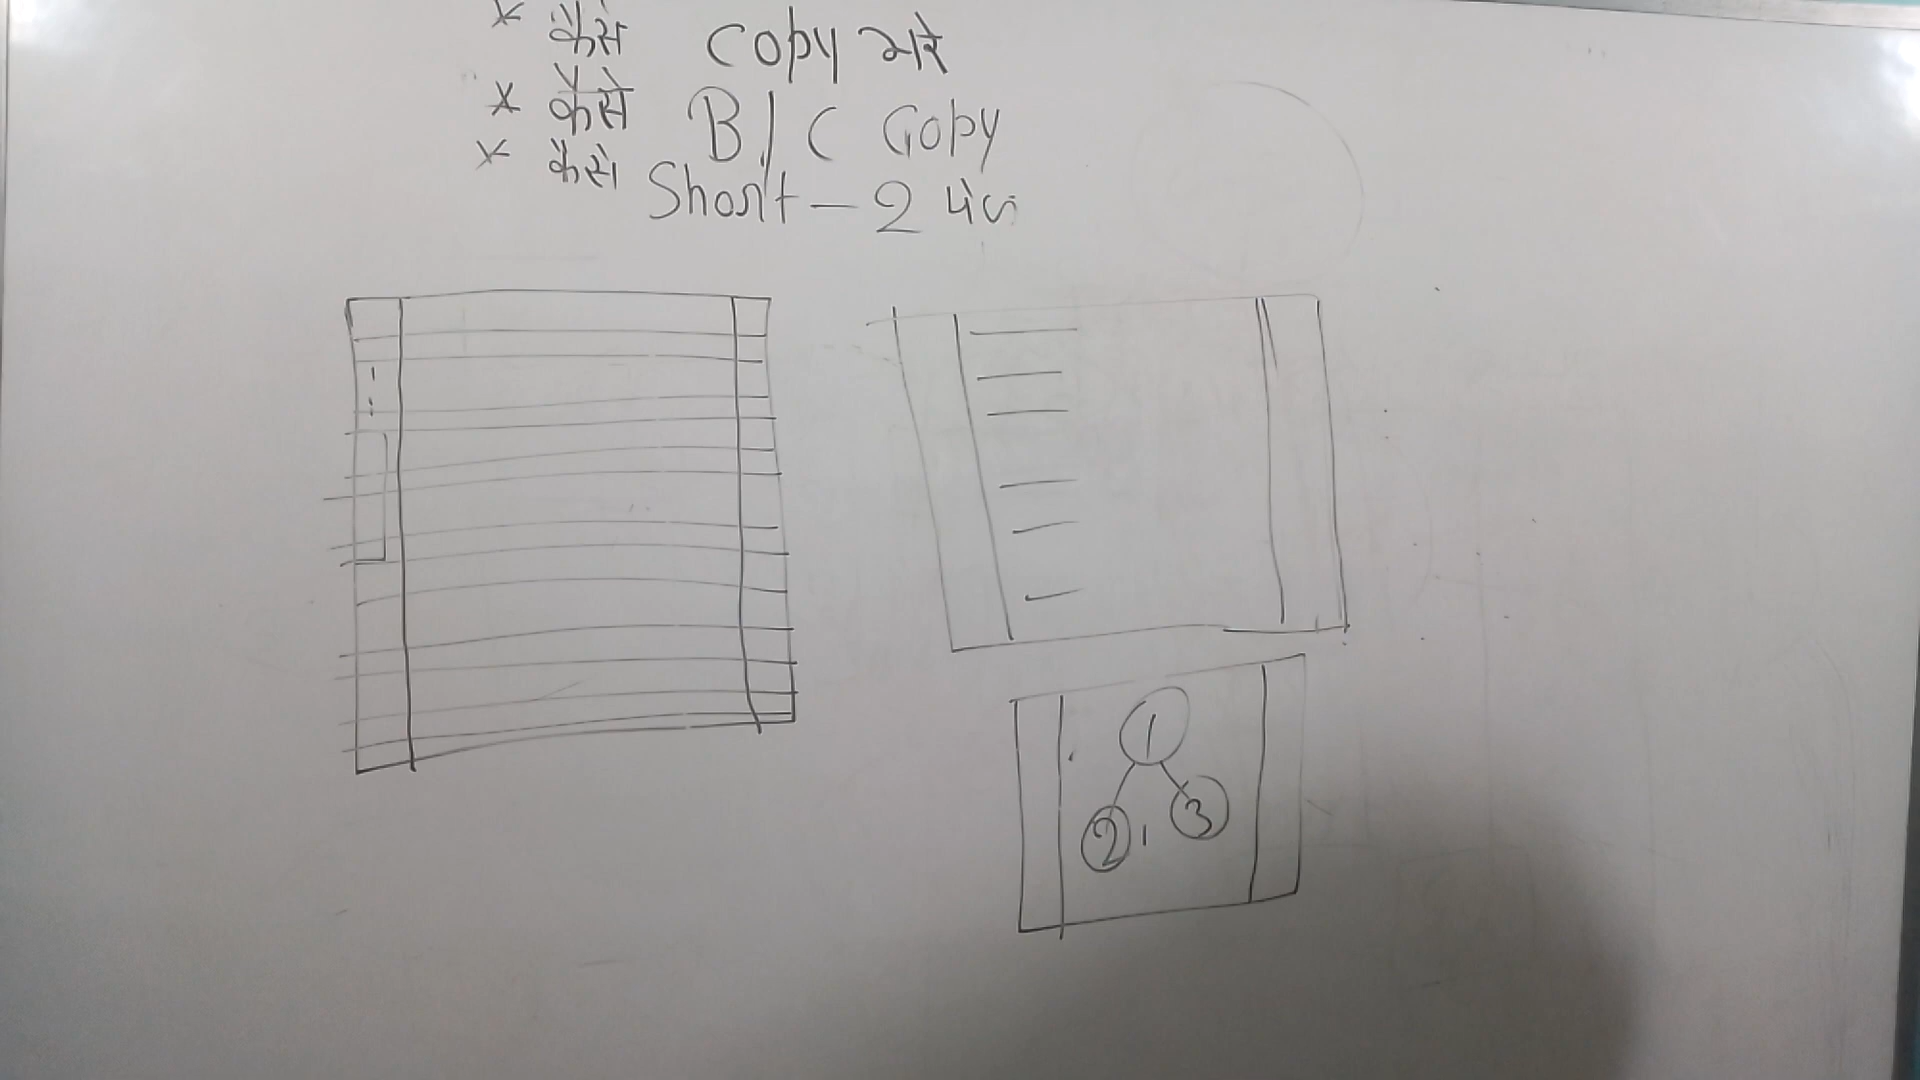 * कैसे copy भरे
* कैसे B/C Copy
* कैसे Short - 2 पेज
1
2, 3